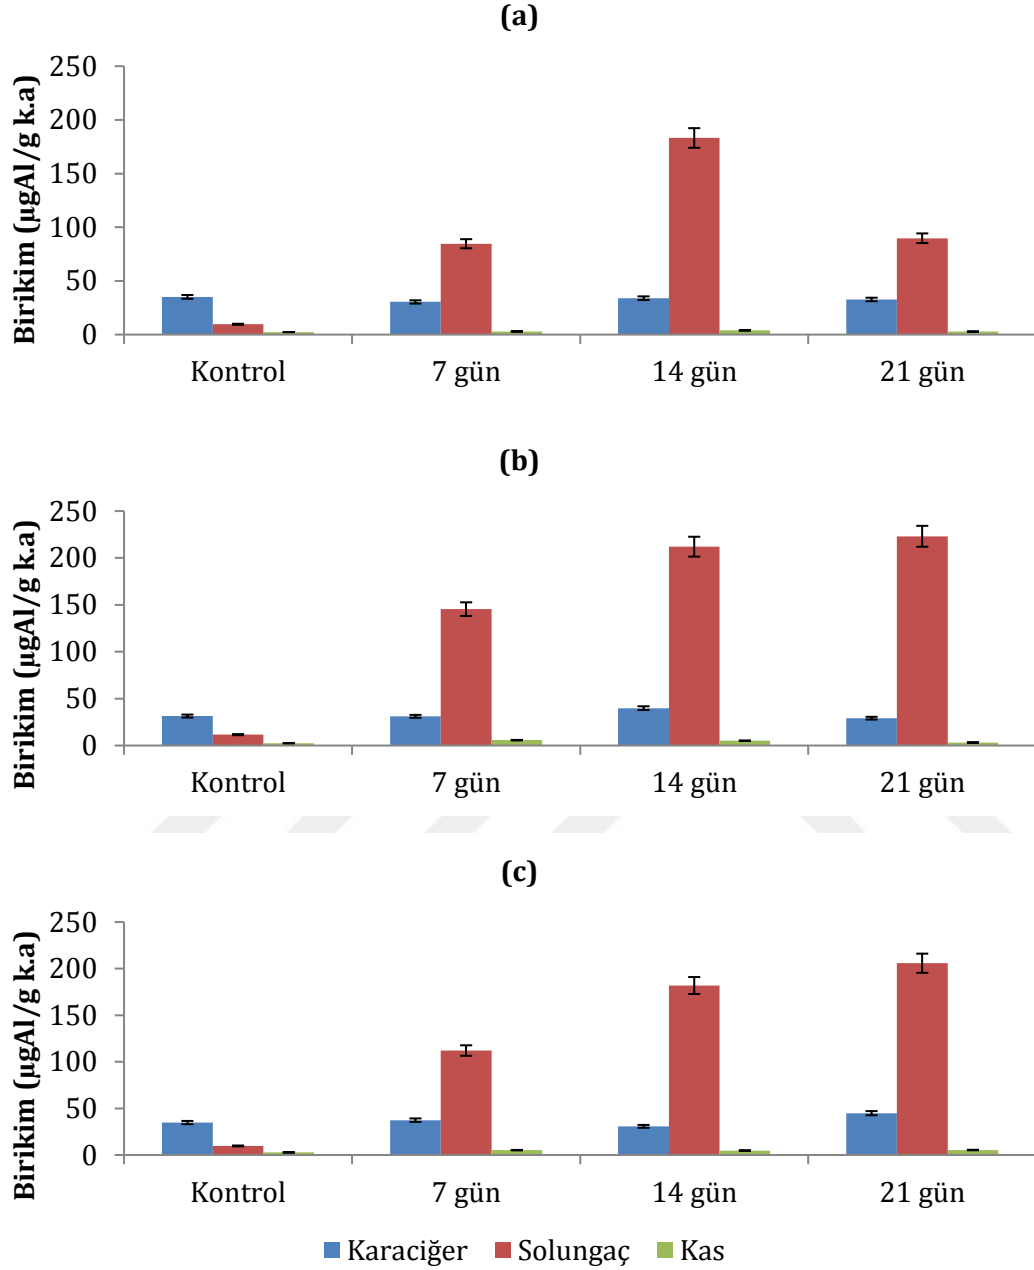 (a)
Birikim (µgAl/g k.a)
250
200
150
100
50
0
Kontrol 7 gün 14 gün 21 gün
(b)
Birikim (µgAl/g k.a)
250
200
150
100
50
0
Kontrol 7 gün 14 gün 21 gün
(c)
Birikim (µgAl/g k.a)
250
200
150
100
50
0
Kontrol 7 gün 14 gün 21 gün
Karaciğer Solungaç Kas